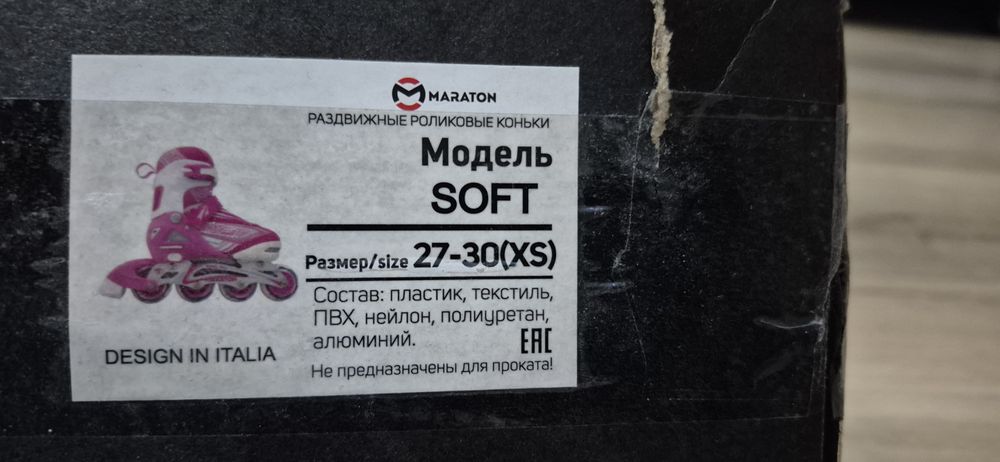 MARATON
РАЗДВИЖНЫЕ РОЛИКОВЫЕ КОНЬКИ
Модель
SOFT
Размер/size 27-30(XS)
Состав: пластик, текстиль,
ПВХ, нейлон, полиуретан,
алюминий.
EAC
Не предназначены для проката!
DESIGN IN ITALIA